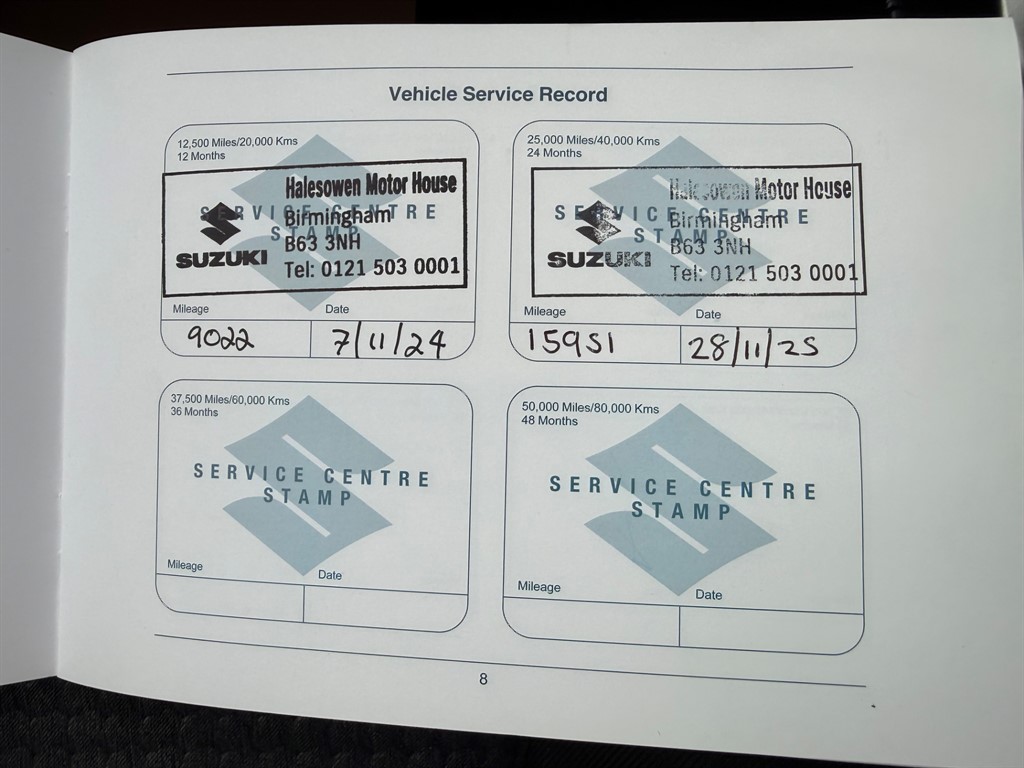 Vehicle Service Record
12,500 Miles/20,000 Kms
12 Months
SERVICE CENTRE
STAMP
Halesowen Motor House
Birmingham
B63 3NH
SUZUKI
Tel: 0121 503 0001
Mileage Date
9022 7/11/24
25,000 Miles/40,000 Kms
24 Months
SERVICE CENTRE
STAMP
Halesowen Motor House
Birmingham
B63 3NH
SUZUKI
Tel: 0121 503 0001
Mileage Date
15951 28/11/25
37,500 Miles/60,000 Kms
36 Months
SERVICE CENTRE
STAMP
Mileage Date
50,000 Miles/80,000 Kms
48 Months
SERVICE CENTRE
STAMP
Mileage Date
8